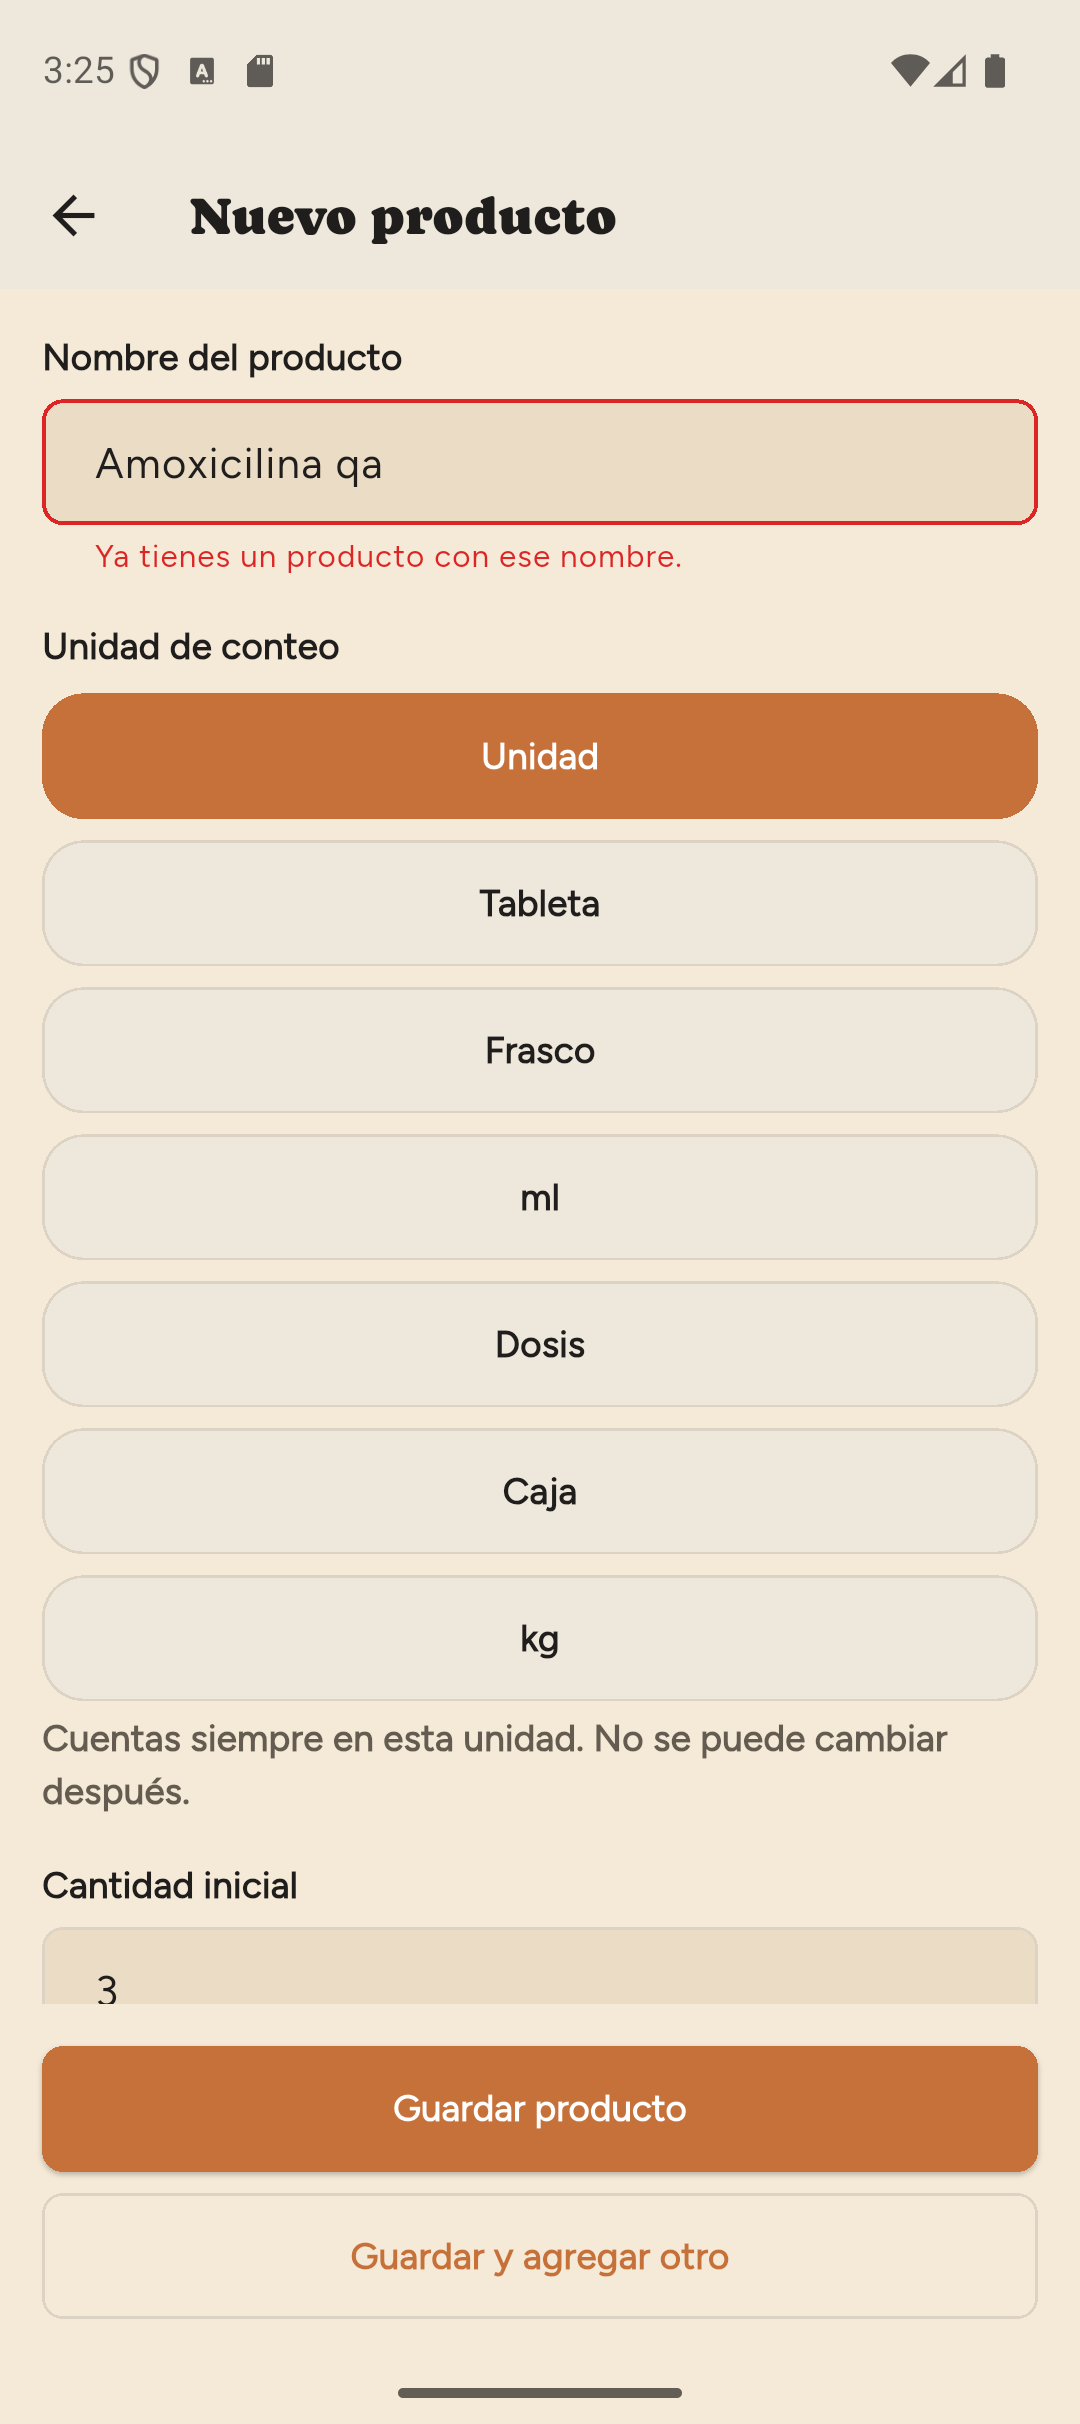 3:25
Nuevo producto
Nombre del producto
Amoxicilina qa
Ya tienes un producto con ese nombre.
Unidad de conteo
Unidad
Tableta
Frasco
ml
Dosis
Caja
kg
Cuentas siempre en esta unidad. No se puede cambiar
después.
Cantidad inicial
3
Guardar producto
Guardar y agregar otro